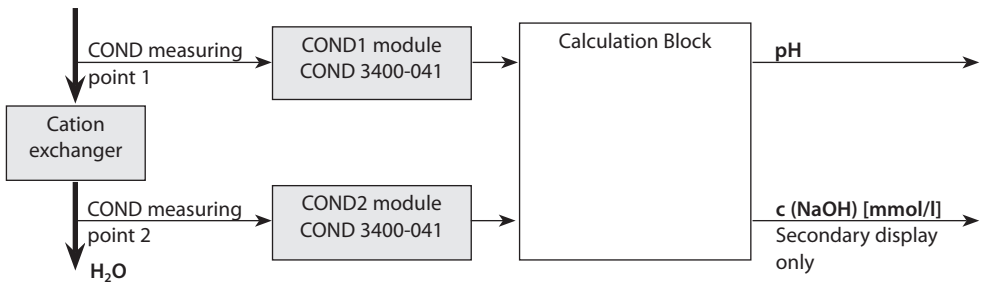 COND measuring
point 1
COND1 module
COND 3400-041
Calculation Block
pH
Cation
exchanger
COND measuring
point 2
COND2 module
COND 3400-041
c (NaOH) [mmol/l]
Secondary display
only
H₂O